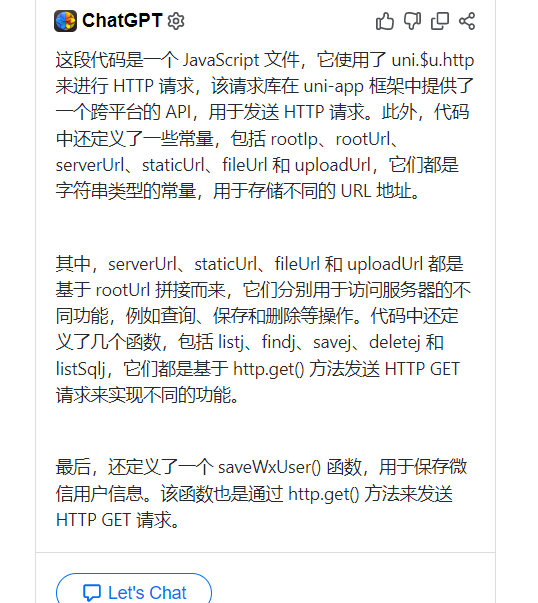 ChatGPT
这段代码是一个 JavaScript 文件，它使用了 uni.$u.http
来进行 HTTP 请求，该请求库在 uni-app 框架中提供了
一个跨平台的 API，用于发送 HTTP 请求。此外，代码
中还定义了一些常量，包括 rootIp、rootUrl、
serverUrl、staticUrl、fileUrl 和 uploadUrl，它们都是
字符串类型的常量，用于存储不同的 URL 地址。
其中，serverUrl、staticUrl、fileUrl 和 uploadUrl 都是
基于 rootUrl 拼接而来，它们分别用于访问服务器的不
同功能，例如查询、保存和删除等操作。代码中还定
义了几个函数，包括 listj、findj、savej、deletej 和
listSqlj，它们都是基于 http.get() 方法发送 HTTP GET
请求来实现不同的功能。
最后，还定义了一个 saveWxUser() 函数，用于保存微
信用户信息。该函数也是通过 http.get() 方法来发送
HTTP GET 请求。
Let's Chat